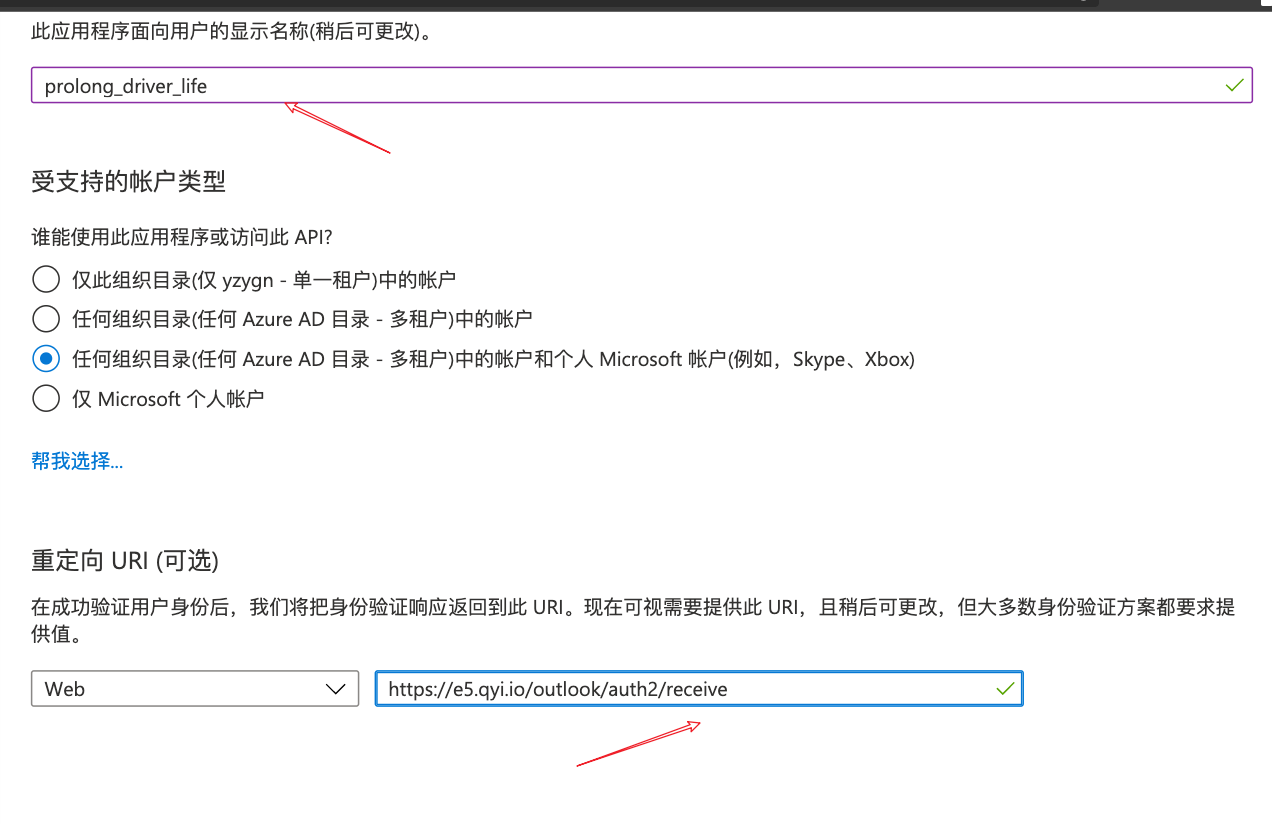 此应用程序面向用户的显示名称(稍后可更改)。
prolong_driver_life
受支持的帐户类型
谁能使用此应用程序或访问此 API?
仅此组织目录(仅 yzygn - 单一租户)中的帐户
任何组织目录(任何 Azure AD 目录 - 多租户)中的帐户
任何组织目录(任何 Azure AD 目录 - 多租户)中的帐户和个人 Microsoft 帐户(例如，Skype、Xbox)
仅 Microsoft 个人帐户
帮我选择...
重定向 URI (可选)
在成功验证用户身份后，我们将把身份验证响应返回到此 URI。现在可视需要提供此 URI，且稍后可更改，但大多数身份验证方案都要求提
供值。
Web
https://e5.qyi.io/outlook/auth2/receive